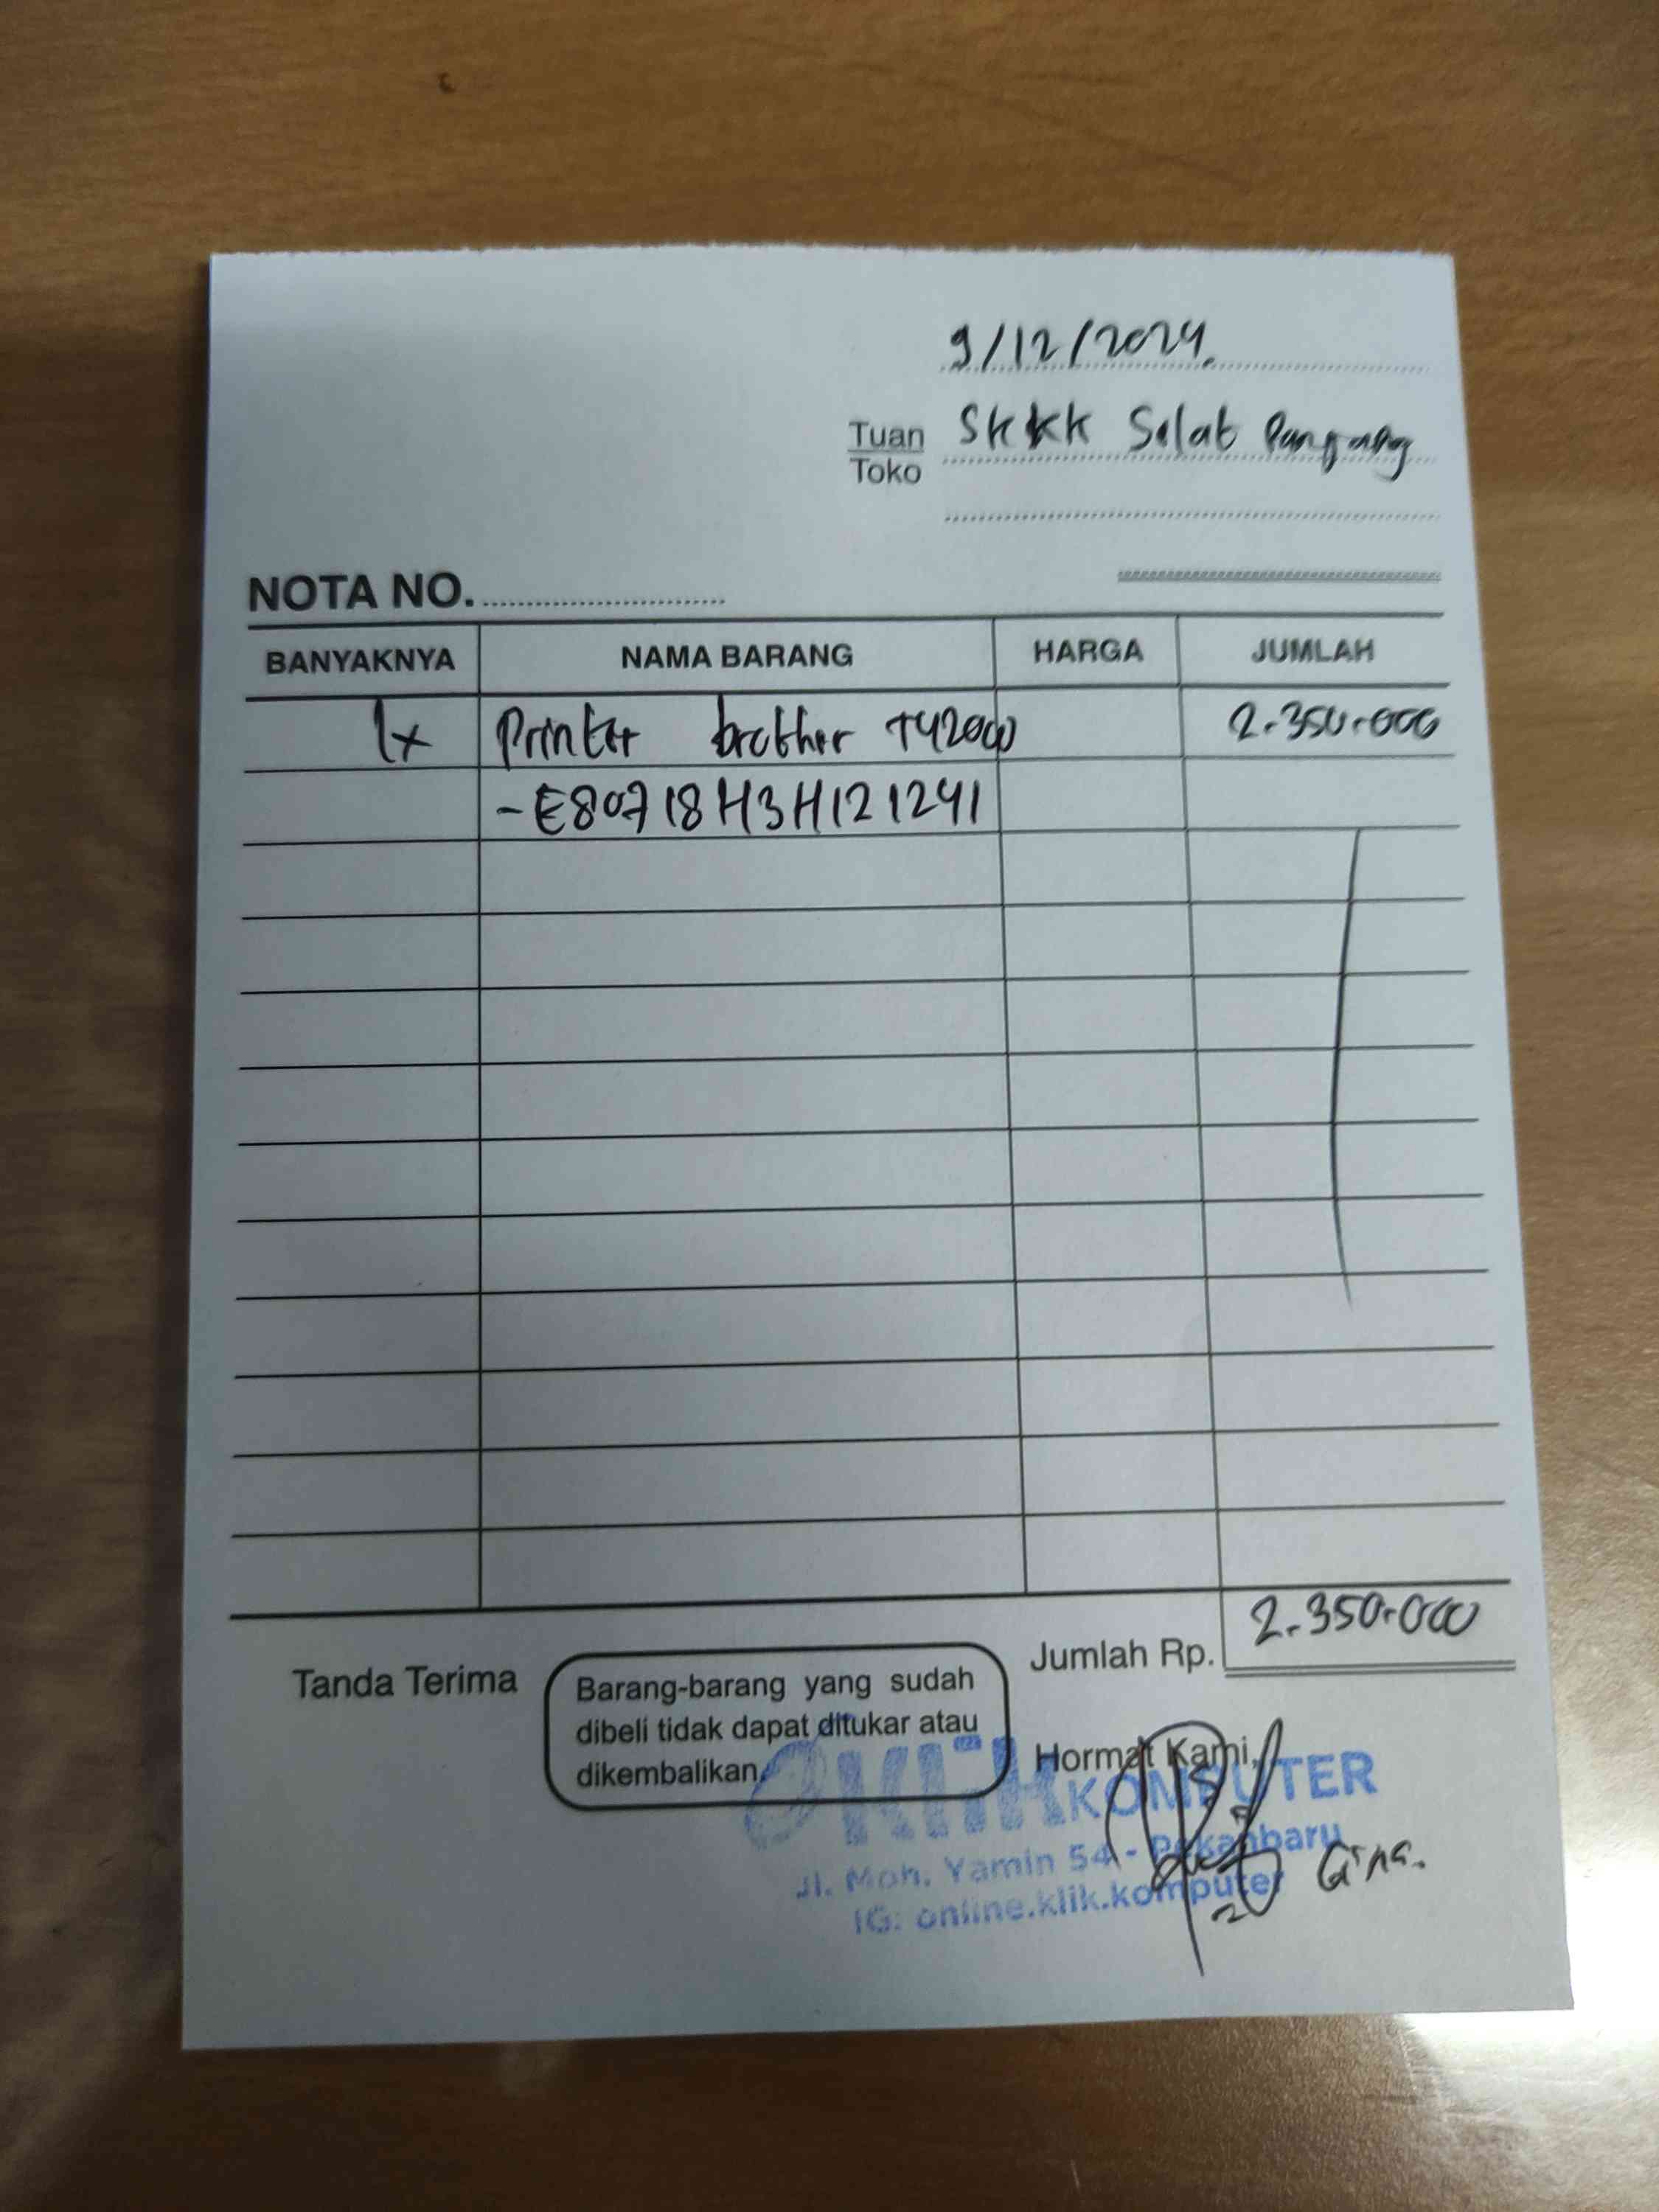 9/12/2024.
Tuan SKKK Selat Panjang
Toko
NOTA NO.
BANYAKNYA NAMA BARANG HARGA JUMLAH
1x Printer brother T420W 2.350.000
-E80718H3H121241
Jumlah Rp. 2.350.000
Tanda Terima
Barang-barang yang sudah
dibeli tidak dapat ditukar atau
dikembalikan.
Hormat Kami,
KLIK KOMPUTER
Jl. Moh. Yamin 54 - Pekanbaru
IG: online.klik.komputer
Gina.